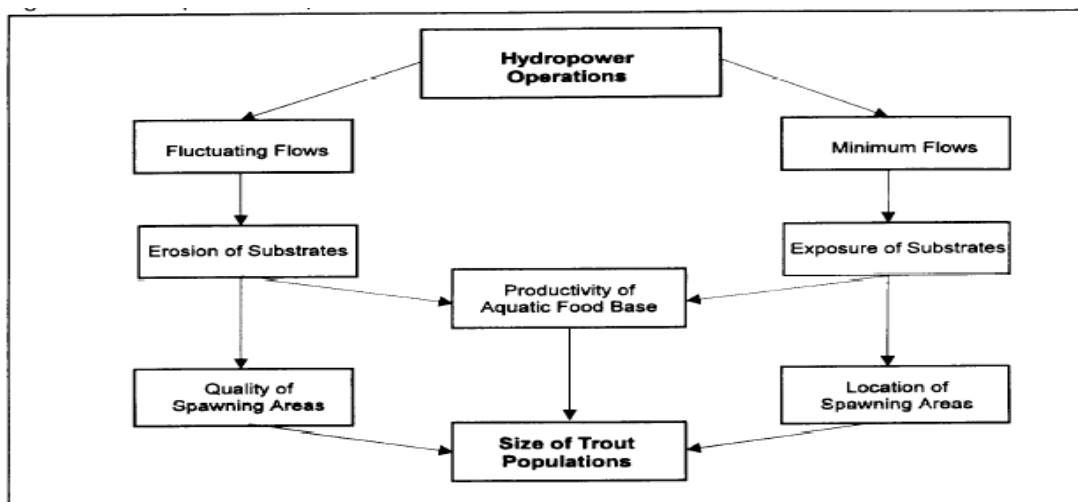 Hydropower
Operations
Fluctuating Flows
Minimum Flows
Erosion of Substrates
Exposure of Substrates
Productivity of
Aquatic Food Base
Quality of
Spawning Areas
Location of
Spawning Areas
Size of Trout
Populations